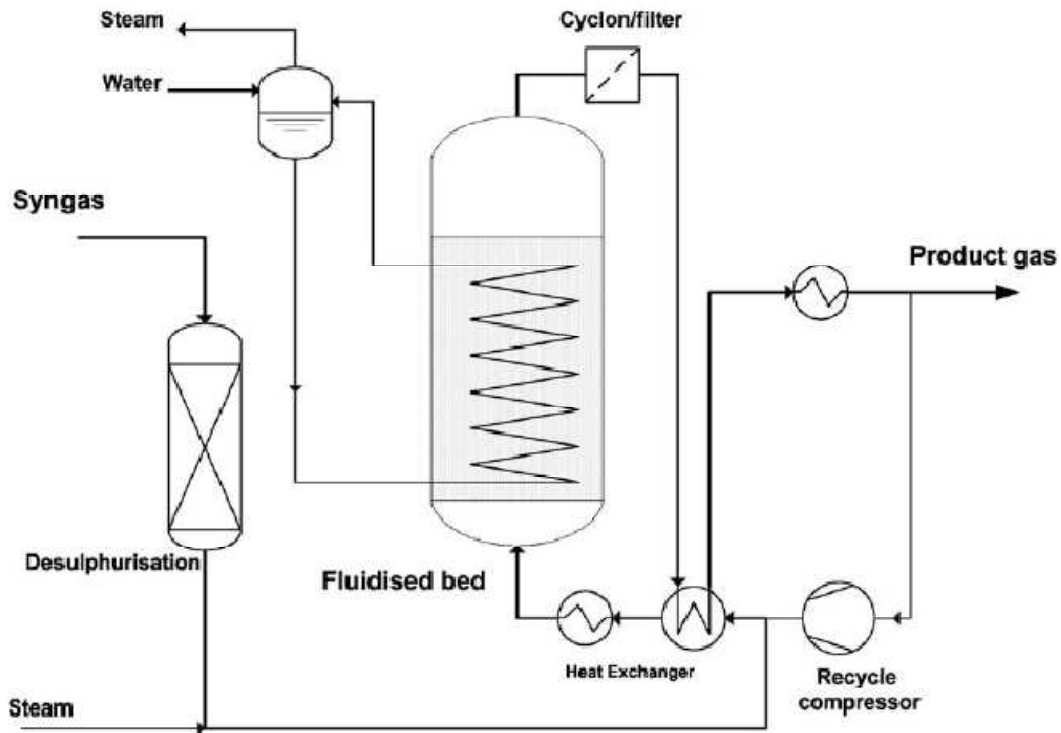 Steam
Cyclon/filter
Water
Syngas
Product gas
Desulphurisation
Fluidised bed
Heat Exchanger
Recycle
compressor
Steam